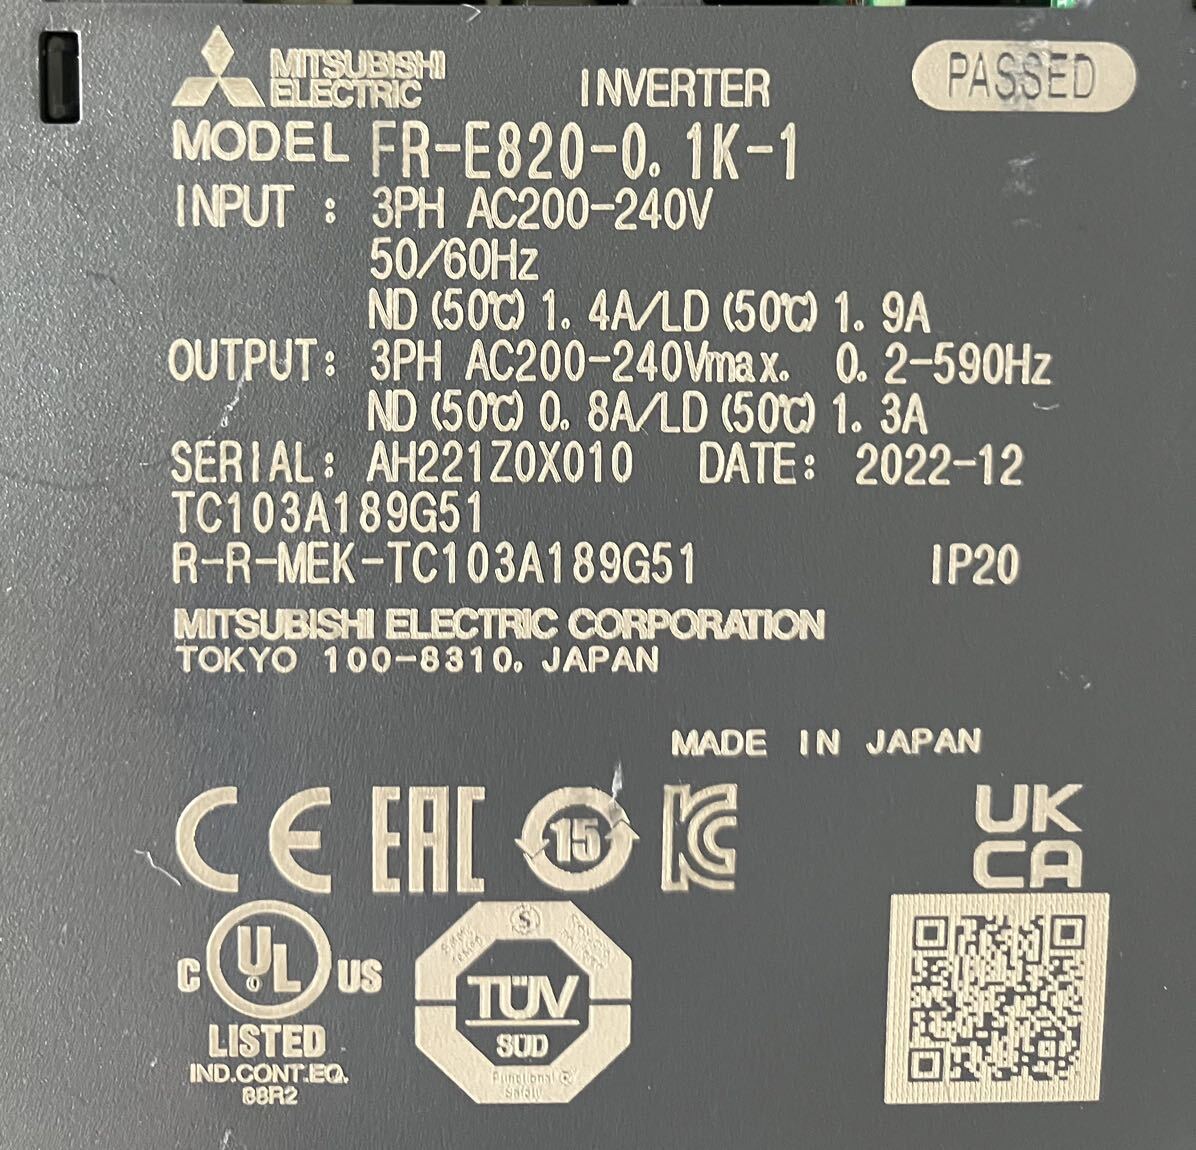 MITSUBISHI
ELECTRIC
INVERTER
PASSED
MODEL FR-E820-0.1K-1
INPUT : 3PH AC200-240V
50/60Hz
ND (50℃) 1.4A/LD (50℃) 1.9A
OUTPUT: 3PH AC200-240Vmax. 0.2-590Hz
ND (50℃) 0.8A/LD (50℃) 1.3A
SERIAL: AH221Z0X010 DATE: 2022-12
TC103A189G51
R-R-MEK-TC103A189G51 IP20
MITSUBISHI ELECTRIC CORPORATION
TOKYO 100-8310, JAPAN
MADE IN JAPAN
CE EAC 15 KC UK
CA
C UL US
LISTED
IND.CONT.EQ.
88R2
S
TÜV
SÜD
Functional
Safety